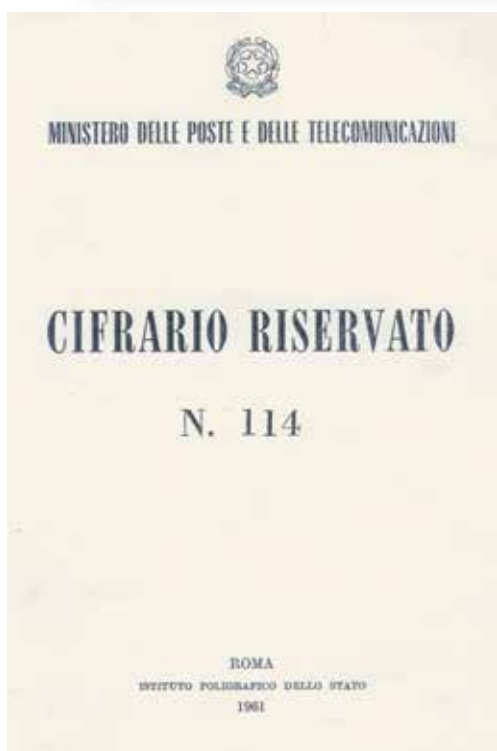 MINISTERO DELLE POSTE E DELLE TELECOMUNICAZIONI
CIFRARIO RISERVATO
N. 114
ROMA
ISTITUTO POLIGRAFICO DELLO STATO
1961